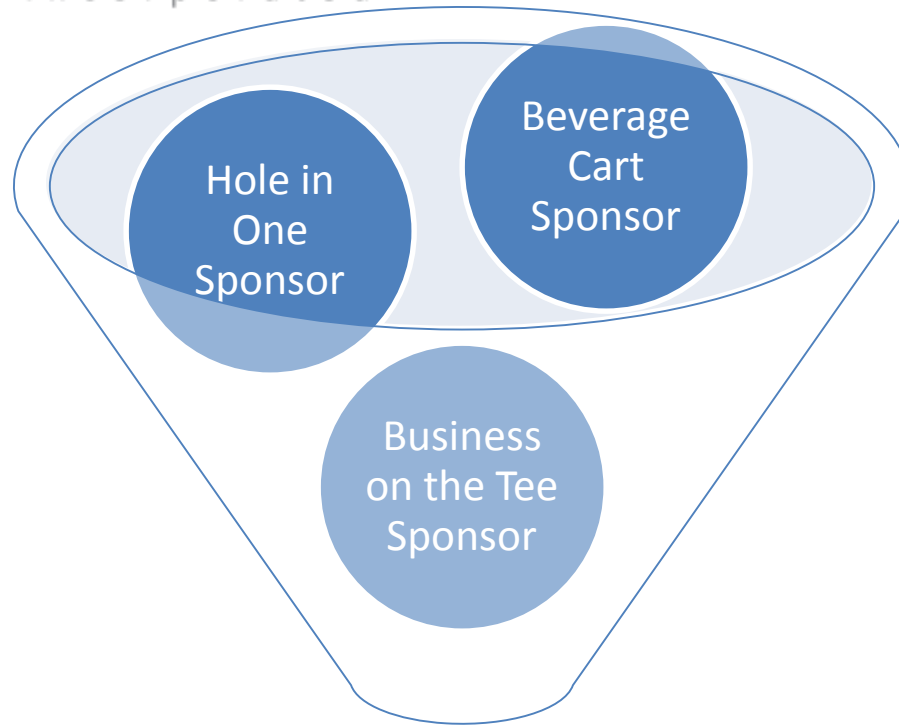 Hole in
One
Sponsor
Beverage
Cart
Sponsor
Business
on the Tee
Sponsor